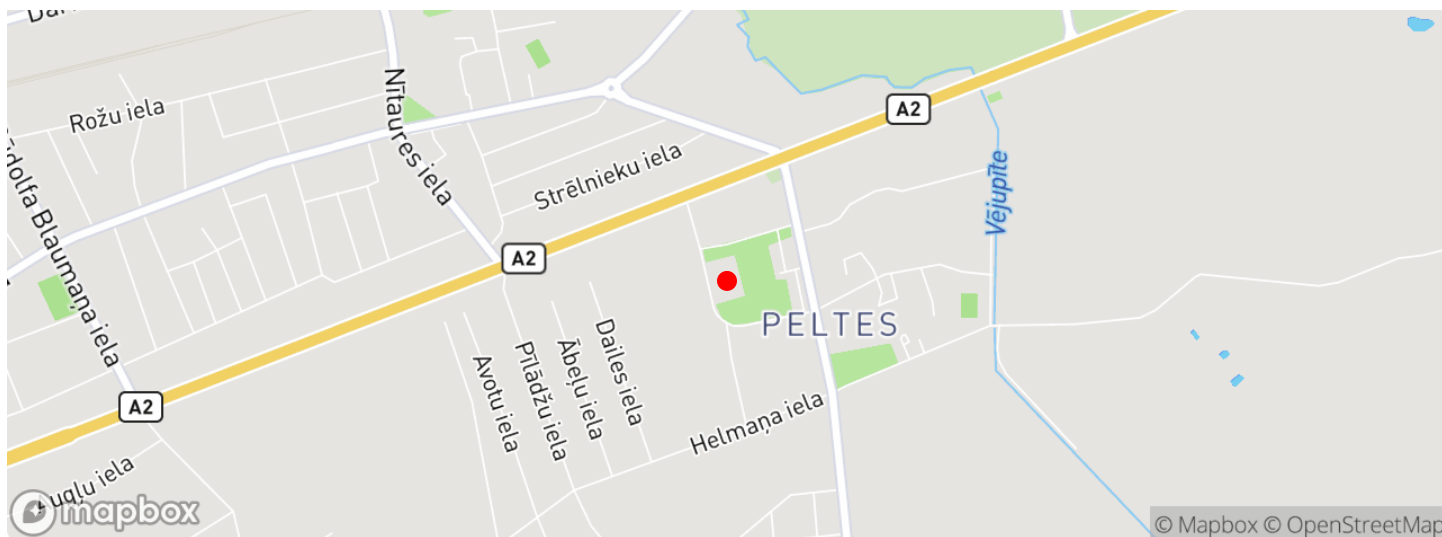 Rožu iela
Nītaures iela
A2
Strēlnieku iela
Vējupīte
Blaumaņa iela
A2
PELTES
Dailes iela
Ābeļu iela
Pīlādžu iela
Avotu iela
A2
Helmaņa iela
iela
mapbox
© Mapbox © OpenStreetMap